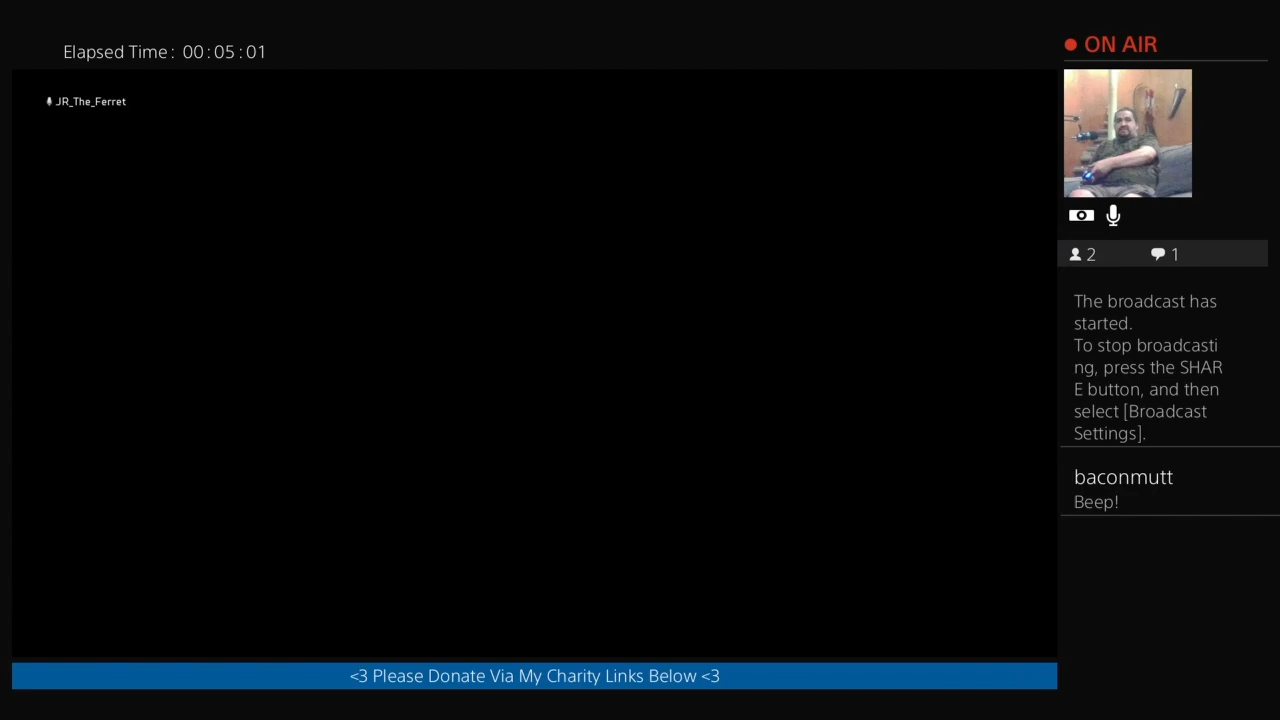 Elapsed Time: 00:05:01
ON AIR
JR_The_Ferret
2 1
The broadcast has
started.
To stop broadcasti
ng, press the SHAR
E button, and then
select [Broadcast
Settings].
baconmutt
Beep!
<3 Please Donate Via My Charity Links Below <3